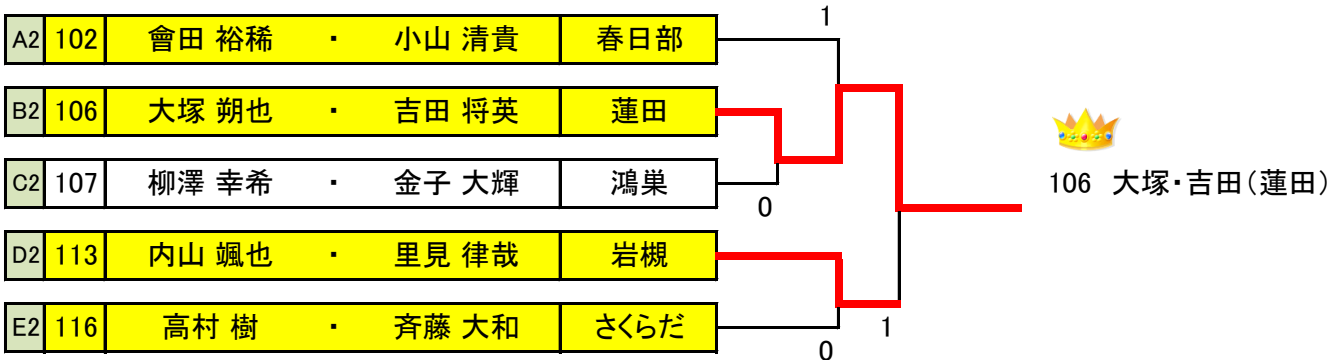 1
A2 102 會田 裕稀 ・ 小山 清貴 春日部
B2 106 大塚 朔也 ・ 吉田 将英 蓮田
C2 107 柳澤 幸希 ・ 金子 大輝 鴻巣
0
106 大塚・吉田(蓮田)
D2 113 内山 颯也 ・ 里見 律哉 岩槻
E2 116 高村 樹 ・ 斉藤 大和 さくらだ
1
0